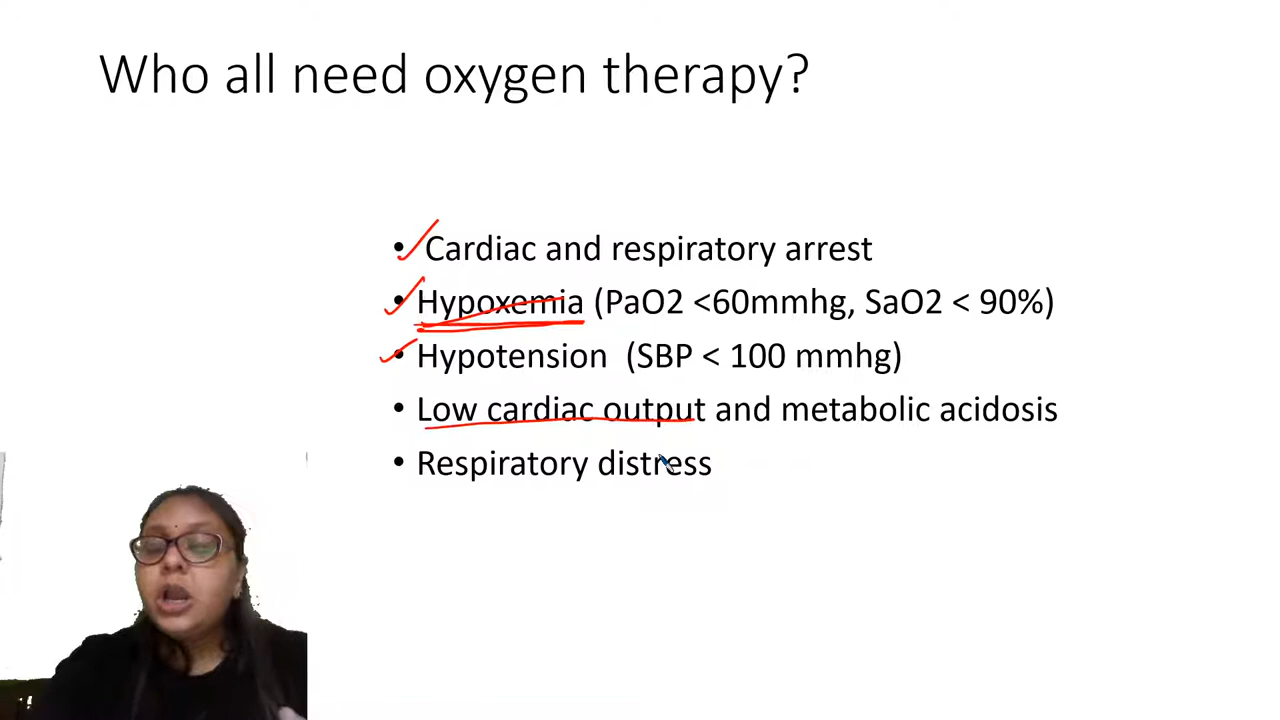 Who all need oxygen therapy?
• Cardiac and respiratory arrest
• Hypoxemia (PaO2 <60mmhg, SaO2 < 90%)
• Hypotension (SBP < 100 mmhg)
• Low cardiac output and metabolic acidosis
• Respiratory distress